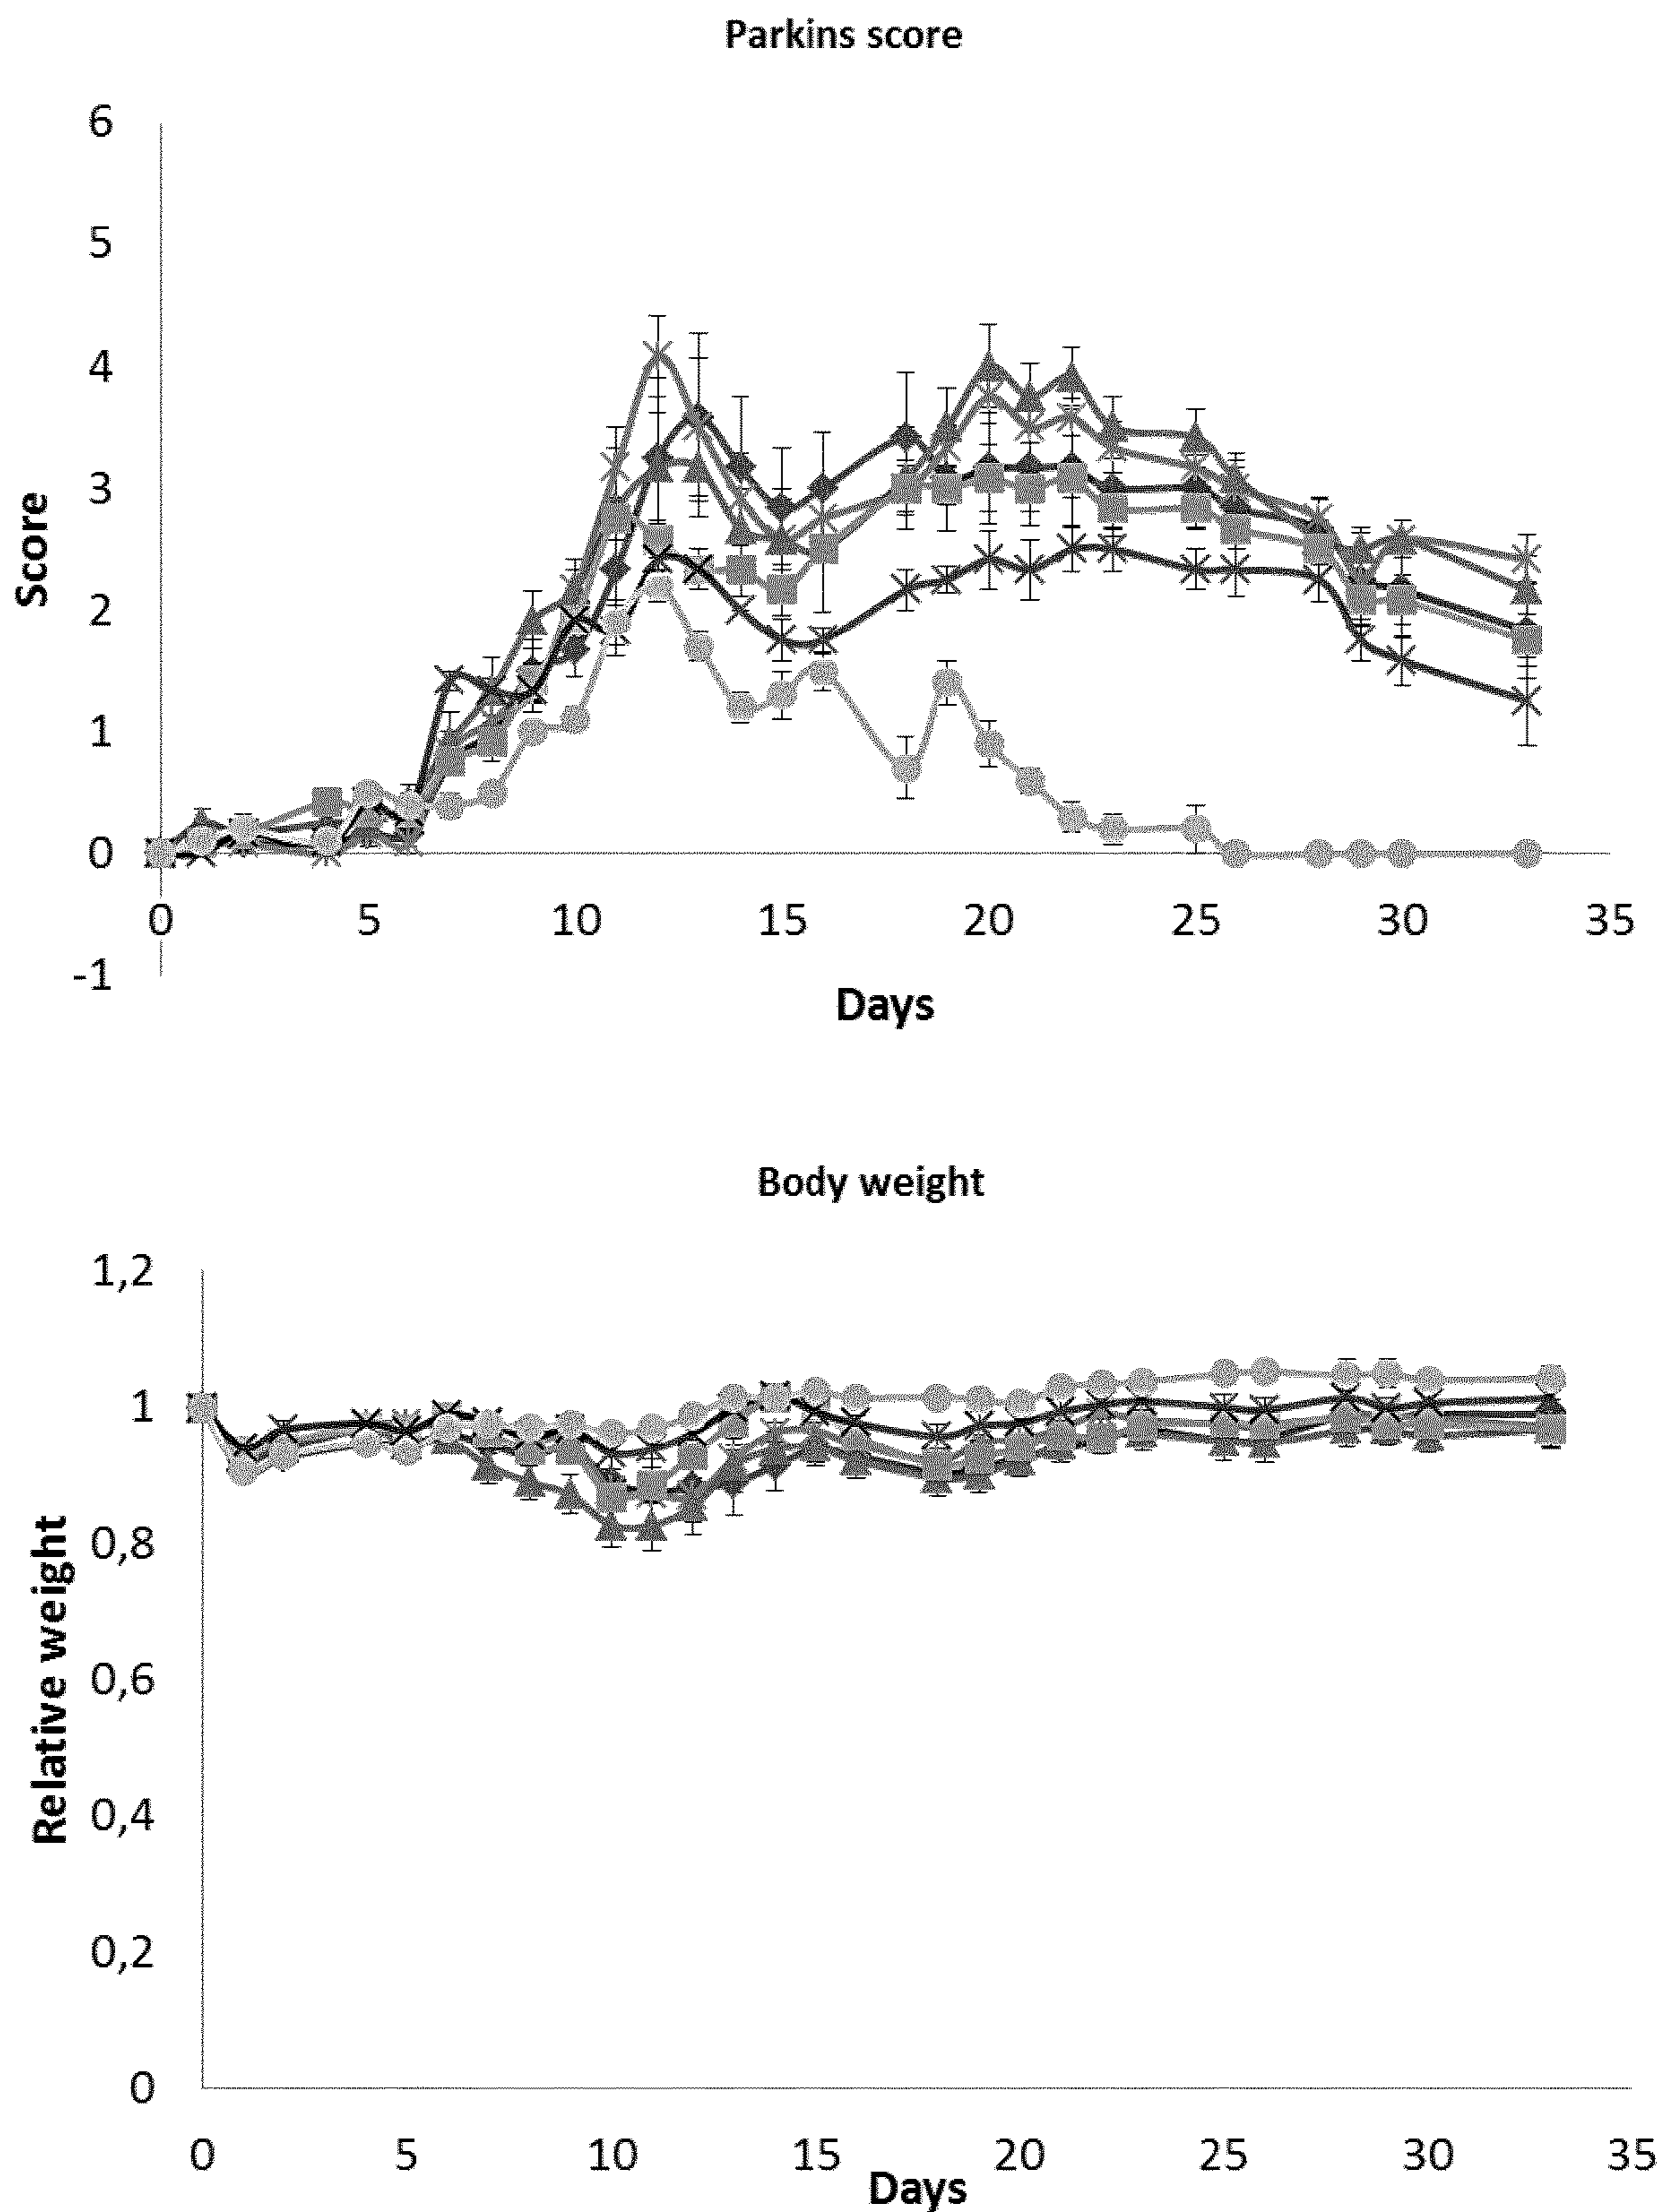 Parkins score
6
5
4
3
2
1
0
-1
Score
0 5 10 15 20 25 30 35
Days
Body weight
1,2
1
0,8
0,6
0,4
0,2
0
Relative weight
0 5 10 15 20 25 30 35
Days